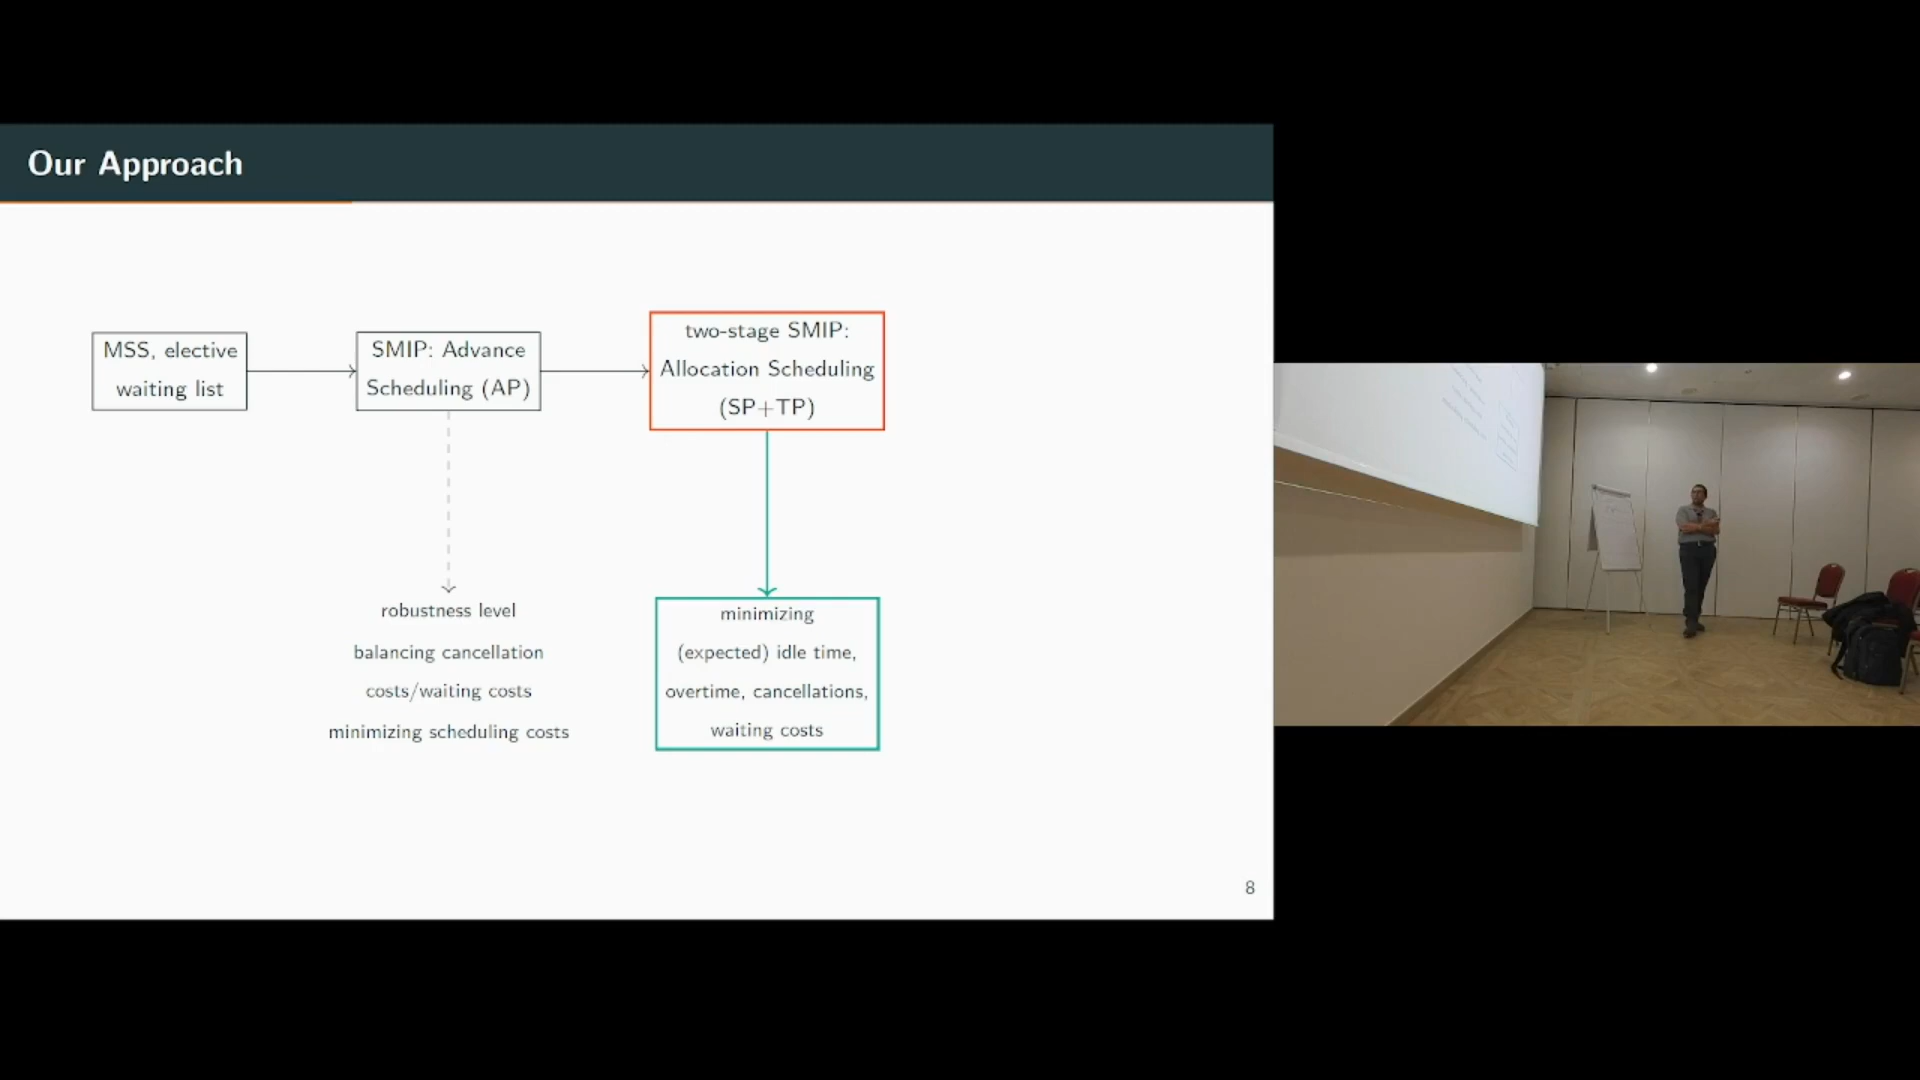 Our Approach
MSS, elective
waiting list
SMIP: Advance
Scheduling (AP)
two-stage SMIP:
Allocation Scheduling
(SP+TP)
robustness level
balancing cancellation
costs/waiting costs
minimizing scheduling costs
minimizing
(expected) idle time,
overtime, cancellations,
waiting costs
8